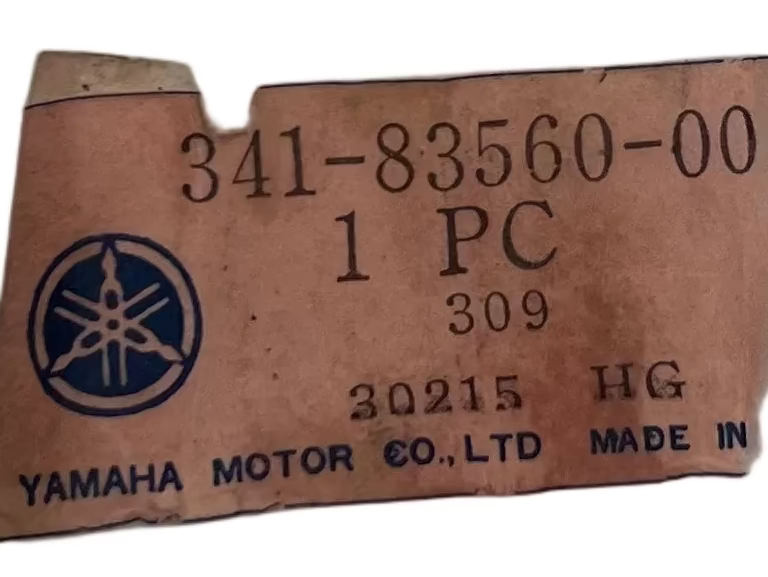 341-83560-00
1 PC
309
30215 HG
YAMAHA MOTOR CO.,LTD MADE IN